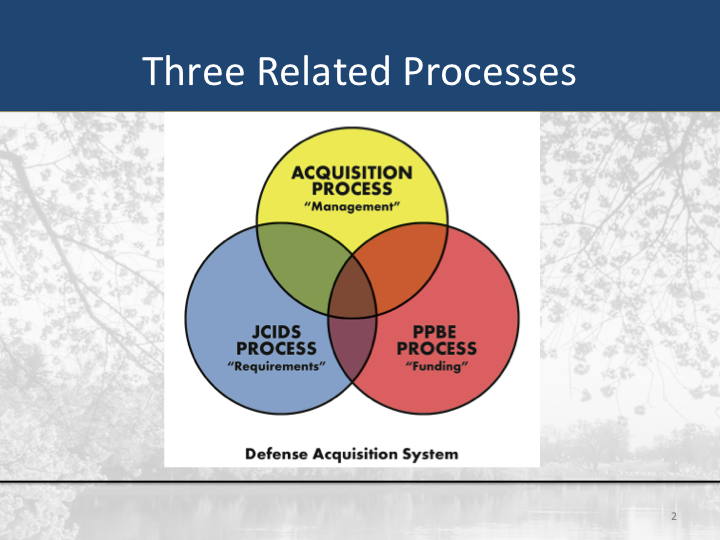 Three Related Processes
ACQUISITION
PROCESS
“Management”
JCIDS
PROCESS
“Requirements”
PPBE
PROCESS
“Funding”
Defense Acquisition System
2